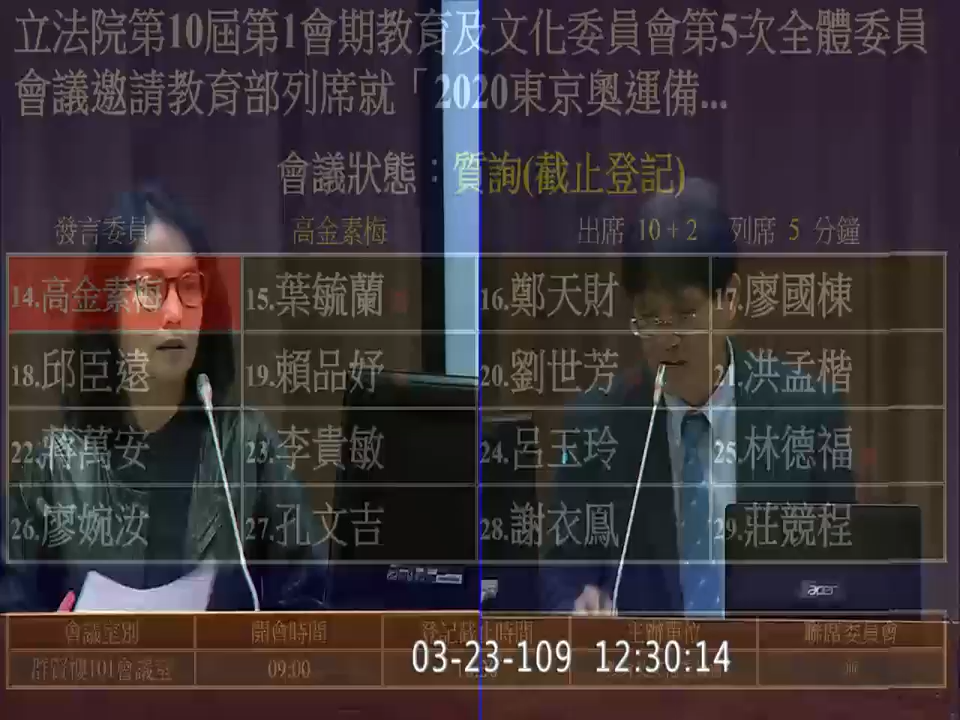 立法院第10屆第1會期教育及文化委員會第5次全體委員
會議邀請教育部列席就「2020東京奧運備...
會議狀態：質詢(截止登記)
發言委員 高金素梅 出席 10+2 列席 5 分鐘
14.高金素梅 15.葉毓蘭 16.鄭天財 17.廖國棟
18.邱臣遠 19.賴品妤 20.劉世芳 21.洪孟楷
22.蔣萬安 23.李貴敏 24.呂玉玲 25.林德福
26.廖婉汝 27.孔文吉 28.謝衣鳳 29.莊競程
acer
會議室別 開會時間 登記截止時間 主辦單位 聯席委員會
群賢樓101會議室 09:00
03-23-109 12:30:14